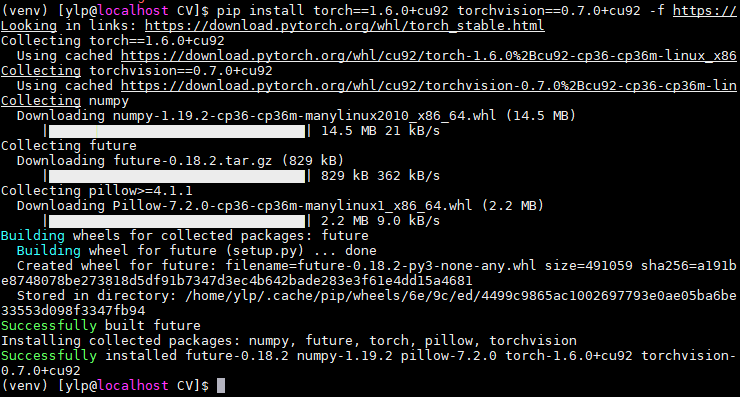 (venv) [ylp@localhost CV]$ pip install torch==1.6.0+cu92 torchvision==0.7.0+cu92 -f https://
Looking in links: https://download.pytorch.org/whl/torch_stable.html
Collecting torch==1.6.0+cu92
  Using cached https://download.pytorch.org/whl/cu92/torch-1.6.0%2Bcu92-cp36-cp36m-linux_x86
Collecting torchvision==0.7.0+cu92
  Using cached https://download.pytorch.org/whl/cu92/torchvision-0.7.0%2Bcu92-cp36-cp36m-lin
Collecting numpy
  Downloading numpy-1.19.2-cp36-cp36m-manylinux2010_x86_64.whl (14.5 MB)
     |████████████████████████████████| 14.5 MB 21 kB/s
Collecting future
  Downloading future-0.18.2.tar.gz (829 kB)
     |████████████████████████████████| 829 kB 362 kB/s
Collecting pillow>=4.1.1
  Downloading Pillow-7.2.0-cp36-cp36m-manylinux1_x86_64.whl (2.2 MB)
     |████████████████████████████████| 2.2 MB 9.0 kB/s
Building wheels for collected packages: future
  Building wheel for future (setup.py) ... done
  Created wheel for future: filename=future-0.18.2-py3-none-any.whl size=491059 sha256=a191b
e8748078be273818d5df91b7347d3ec4b642bade283e3f61e4dd15a4681
  Stored in directory: /home/ylp/.cache/pip/wheels/6e/9c/ed/4499c9865ac1002697793e0ae05ba6be
33553d098f3347fb94
Successfully built future
Installing collected packages: numpy, future, torch, pillow, torchvision
Successfully installed future-0.18.2 numpy-1.19.2 pillow-7.2.0 torch-1.6.0+cu92 torchvision-
0.7.0+cu92
(venv) [ylp@localhost CV]$